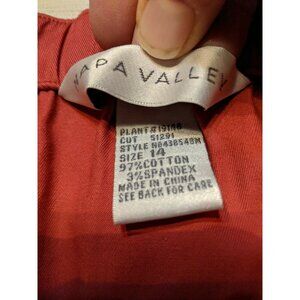 NAPA VALLEY
PLANT# 19148
CUT 51291
STYLE N8438548M
SIZE 14
97%COTTON
3%SPANDEX
MADE IN CHINA
SEE BACK FOR CARE